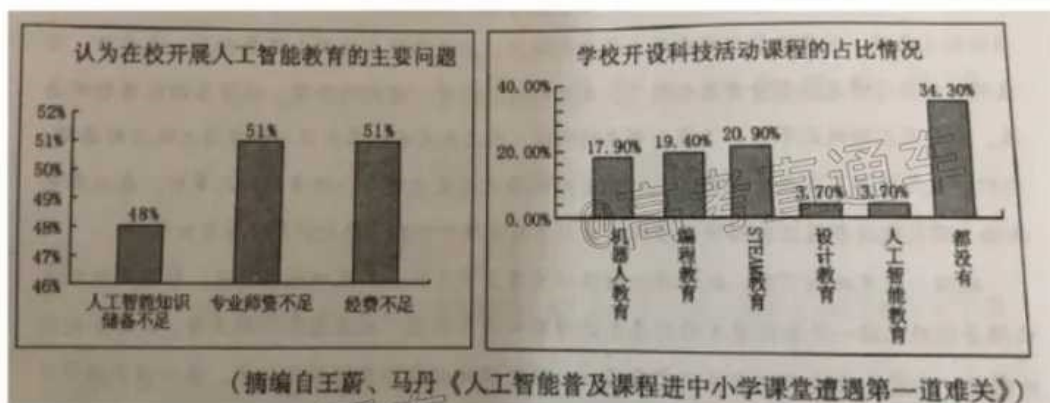 认为在校开展人工智能教育的主要问题
52%
51%
50%
49%
48%
47%
46%
48%
51%
51%
人工智能知识
储备不足
专业师资不足
经费不足
学校开设科技活动课程的占比情况
40.00%
20.00%
0.00%
17.90%
19.40%
20.90%
3.70%
3.70%
34.30%
机器人教育
编程教育
STEAM教育
设计教育
人工智能教育
都没有
@高考直通车
(摘编自王蔚、马丹《人工智能普及课程进中小学课堂遭遇第一道难关》)